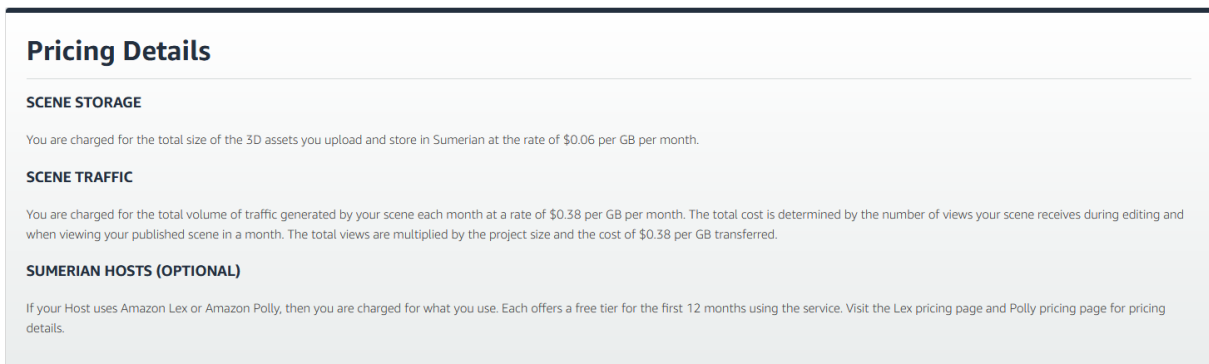 Pricing Details
SCENE STORAGE
You are charged for the total size of the 3D assets you upload and store in Sumerian at the rate of $0.06 per GB per month.
SCENE TRAFFIC
You are charged for the total volume of traffic generated by your scene each month at a rate of $0.38 per GB per month. The total cost is determined by the number of views your scene receives during editing and
when viewing your published scene in a month. The total views are multiplied by the project size and the cost of $0.38 per GB transferred.
SUMERIAN HOSTS (OPTIONAL)
If your Host uses Amazon Lex or Amazon Polly, then you are charged for what you use. Each offers a free tier for the first 12 months using the service. Visit the Lex pricing page and Polly pricing page for pricing
details.